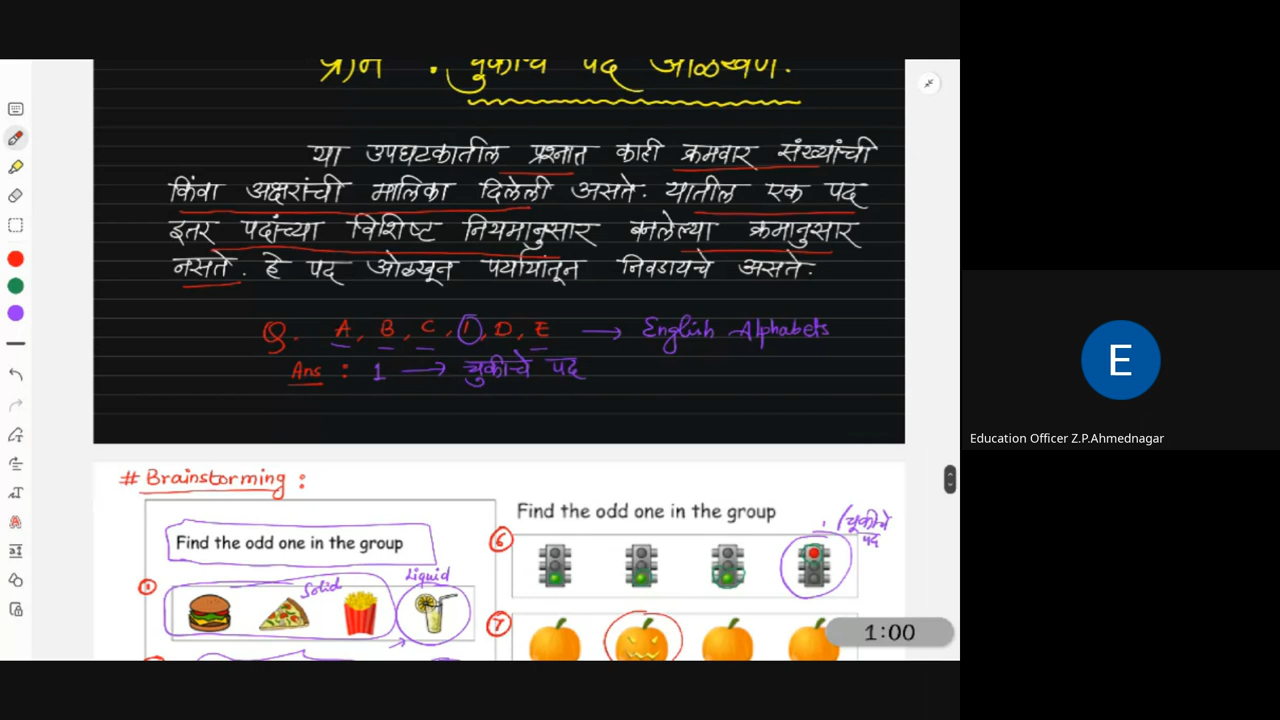 चुकीचे पद ओळखणे.
या उपघटकातील प्रश्नात काही क्रमवार संख्यांची
किंवा अक्षरांची मालिका दिलेली असते. यातील एक पद
इतर पदांच्या विशिष्ट नियमानुसार बनलेल्या क्रमानुसार
नसते. हे पद ओळखून पर्यायांतून निवडायचे असते.
Q. A, B, C, 1, D, E → English Alphabets
Ans : 1 → चुकीचे पद
# Brainstorming :
Find the odd one in the group
Solid
Liquid
Find the odd one in the group
6
चुकीचे
पद
7
1:00
E
Education Officer Z.P.Ahmednagar